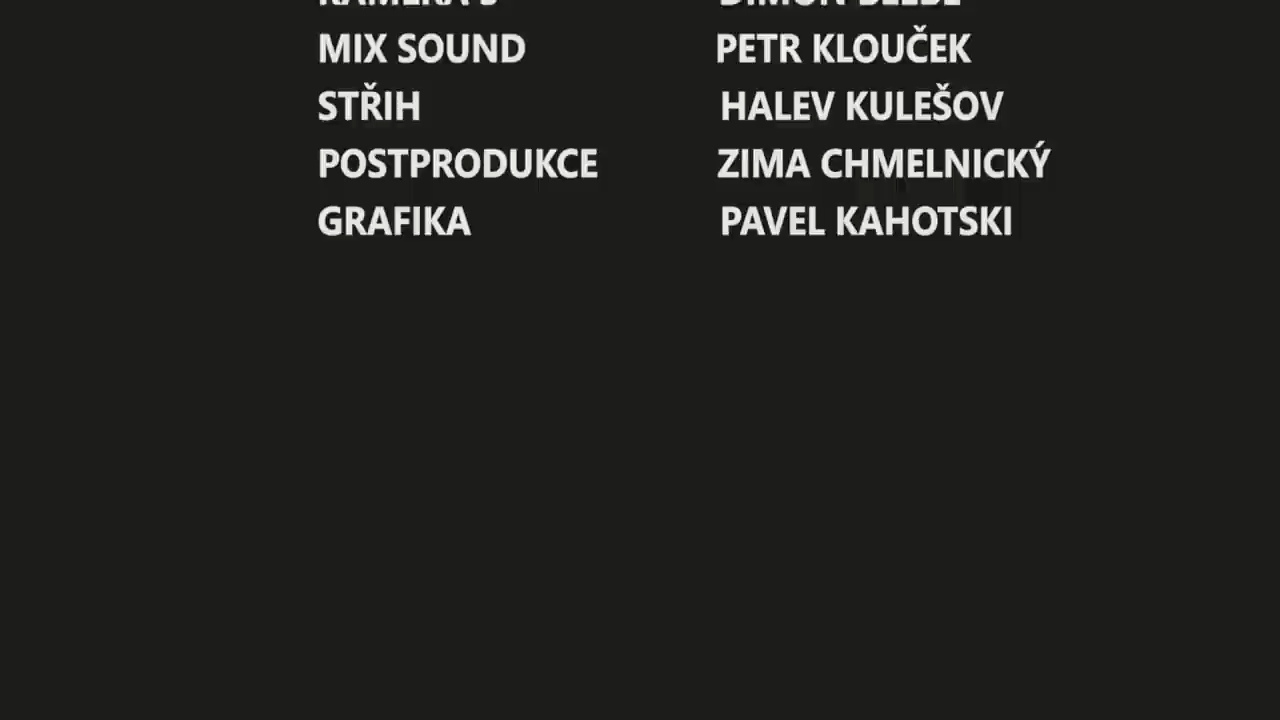 MIX SOUND PETR KLOUČEK
STŘIH HALEV KULEŠOV
POSTPRODUKCE ZIMA CHMELNICKÝ
GRAFIKA PAVEL KAHOTSKI